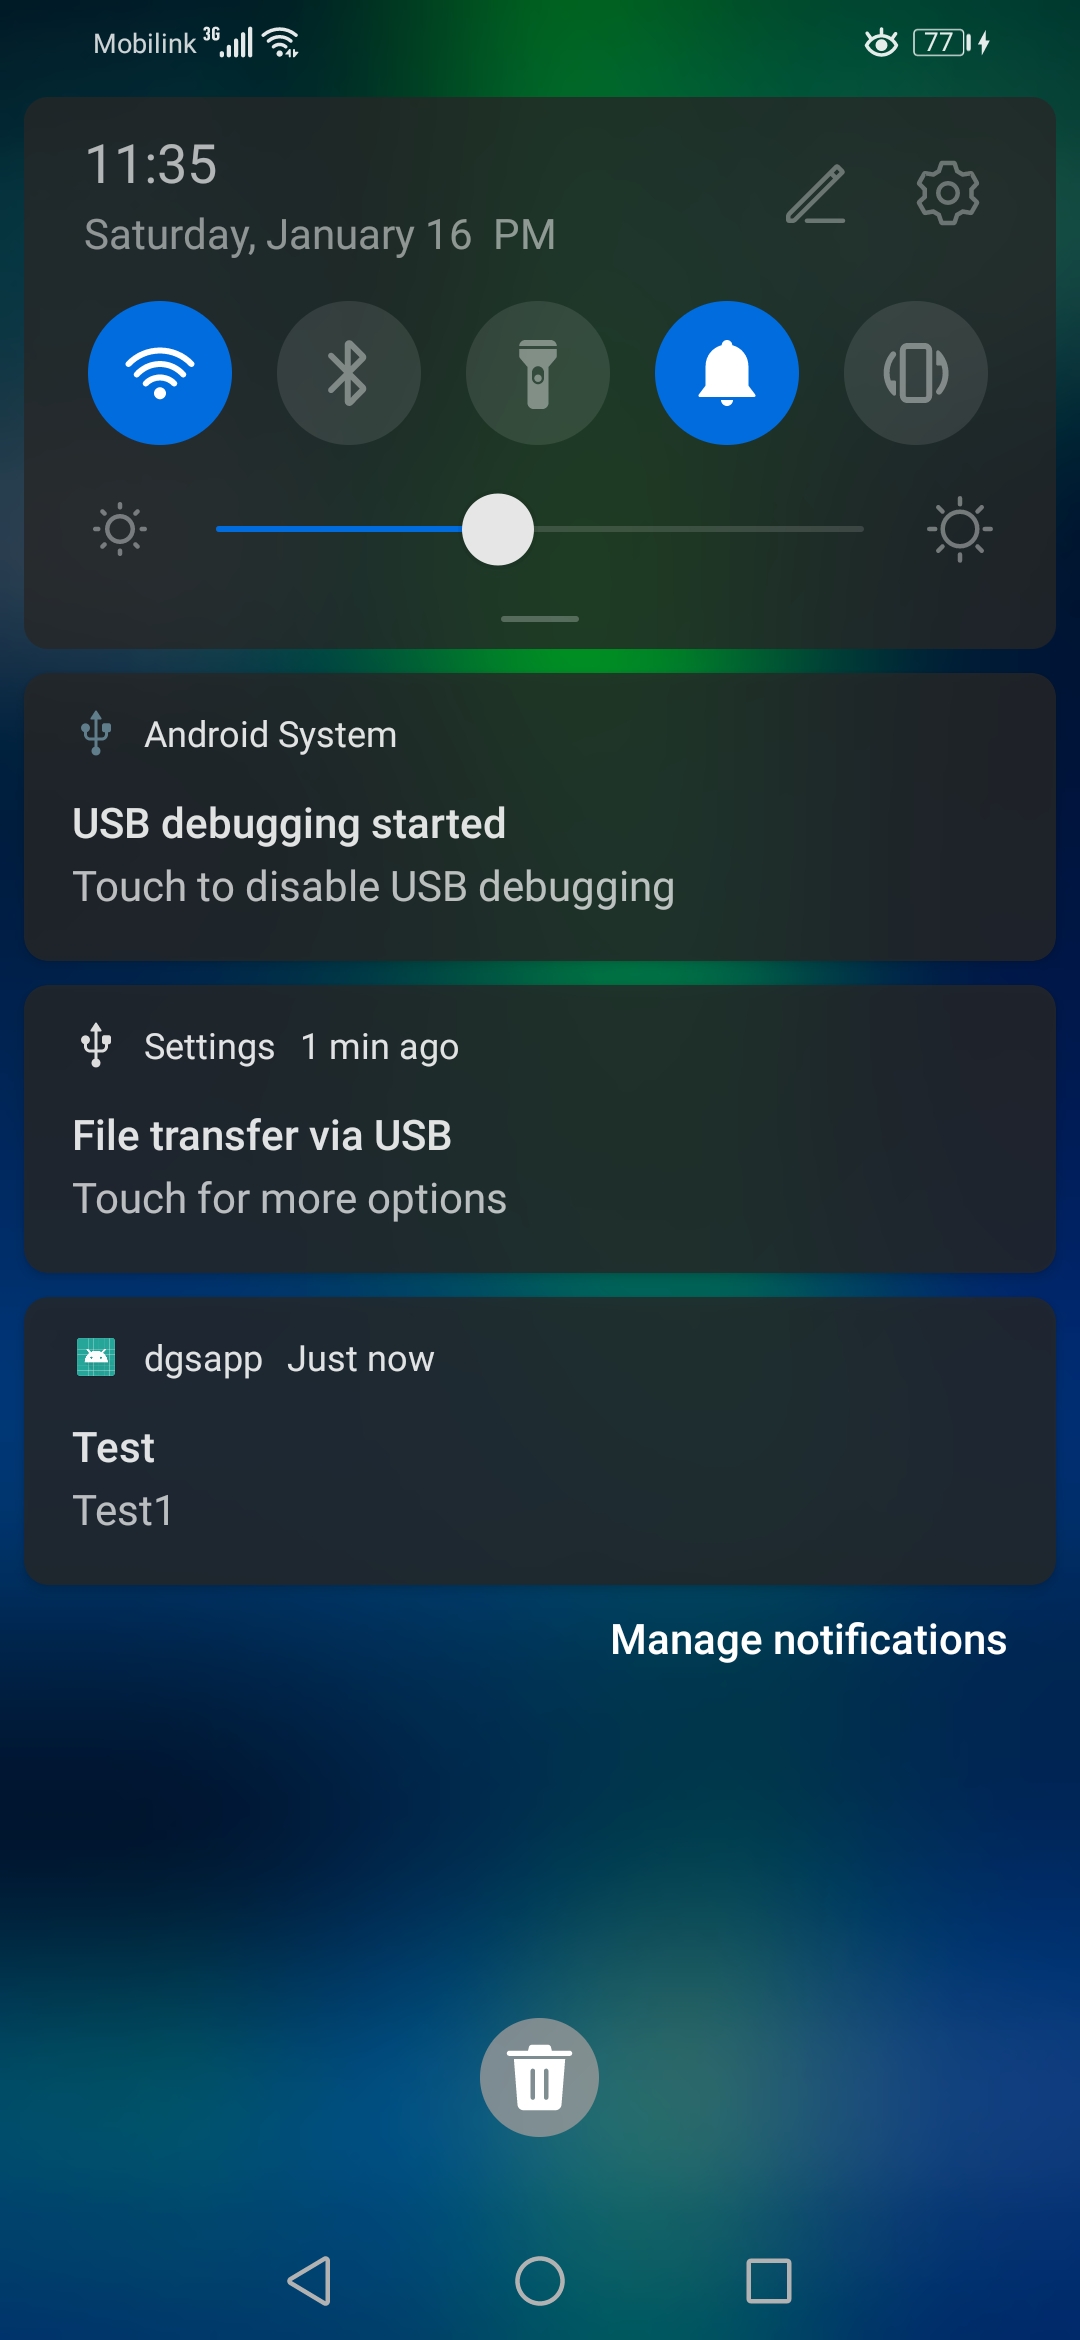 Mobilink 3G 77
11:35
Saturday, January 16 PM
Android System
USB debugging started
Touch to disable USB debugging
Settings 1 min ago
File transfer via USB
Touch for more options
dgsapp Just now
Test
Test1
Manage notifications